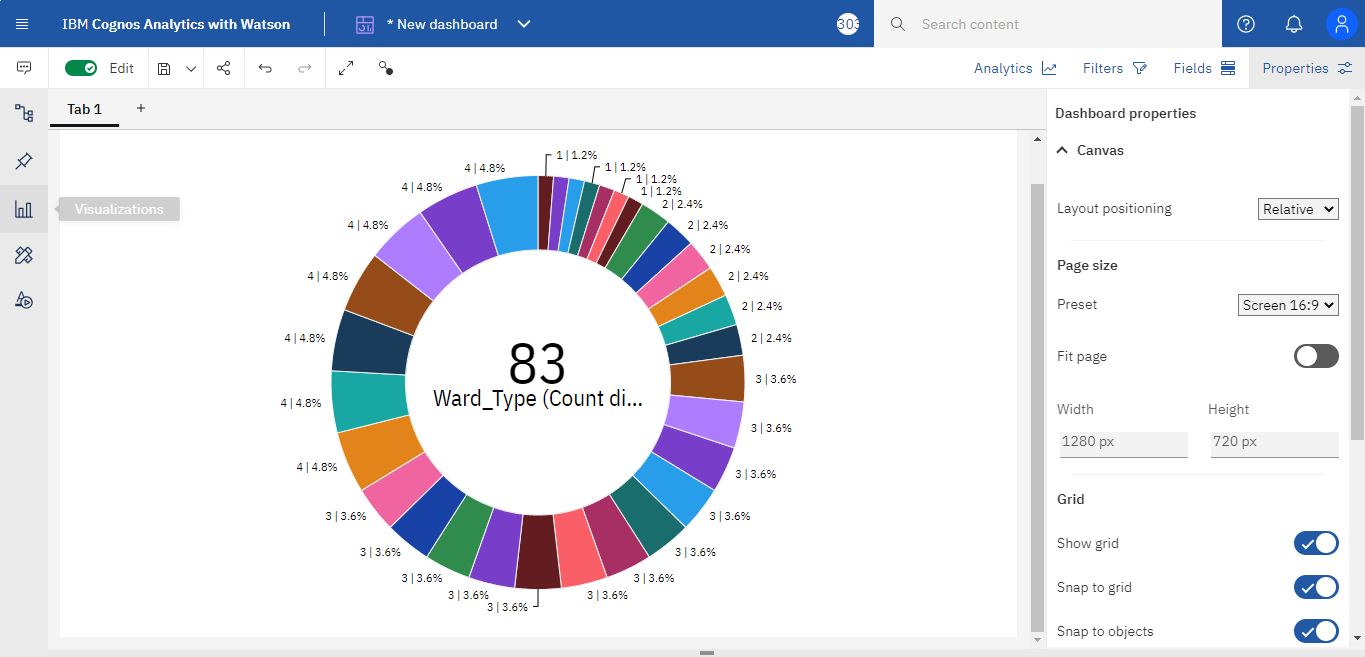 IBM Cognos Analytics with Watson
* New dashboard
303
Search content
Edit
Analytics
Filters
Fields
Properties
Tab 1
+
Visualizations
1 | 1.2%
1 | 1.2%
1 | 1.2%
1 | 1.2%
2 | 2.4%
2 | 2.4%
2 | 2.4%
2 | 2.4%
2 | 2.4%
2 | 2.4%
3 | 3.6%
3 | 3.6%
3 | 3.6%
3 | 3.6%
3 | 3.6%
3 | 3.6%
3 | 3.6%
3 | 3.6%
3 | 3.6%
3 | 3.6%
3 | 3.6%
3 | 3.6%
4 | 4.8%
4 | 4.8%
4 | 4.8%
4 | 4.8%
4 | 4.8%
4 | 4.8%
4 | 4.8%
83
Ward_Type (Count di...
Dashboard properties
Canvas
Layout positioning
Relative
Page size
Preset
Screen 16:9
Fit page
Width
Height
1280 px
720 px
Grid
Show grid
Snap to grid
Snap to objects